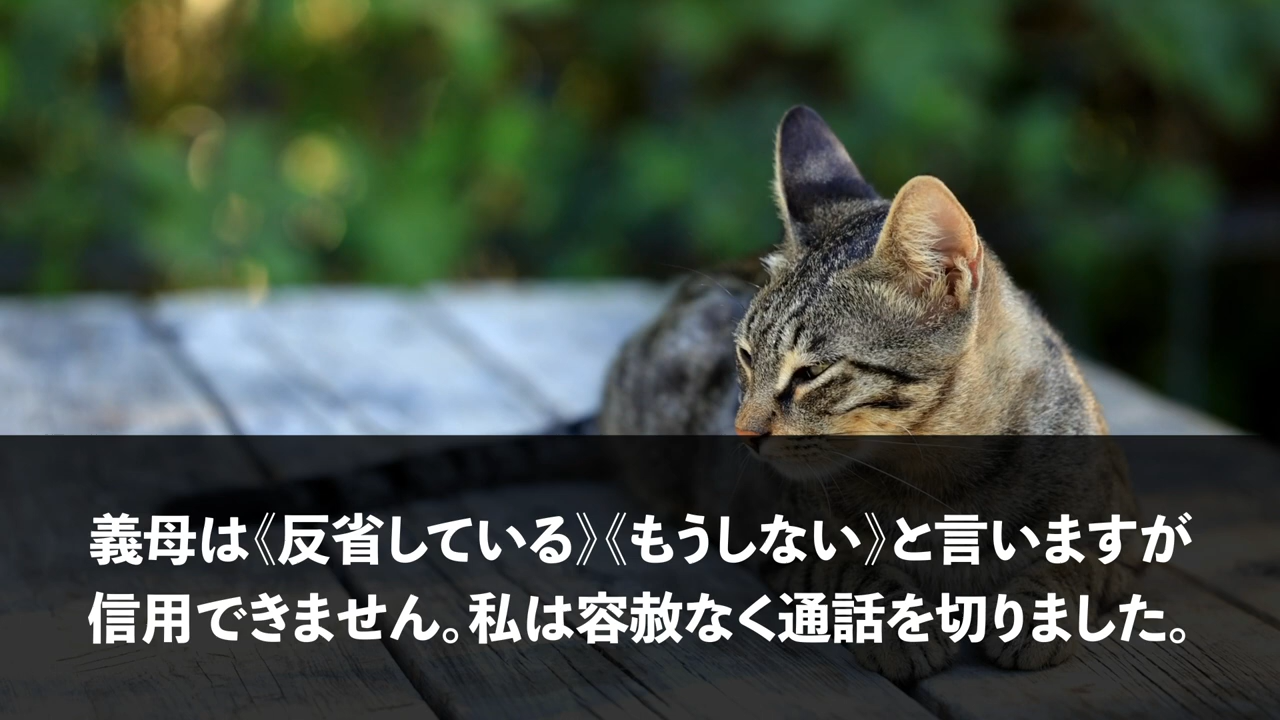 義母は《反省している》《もうしない》と言いますが
信用できません。私は容赦なく通話を切りました。